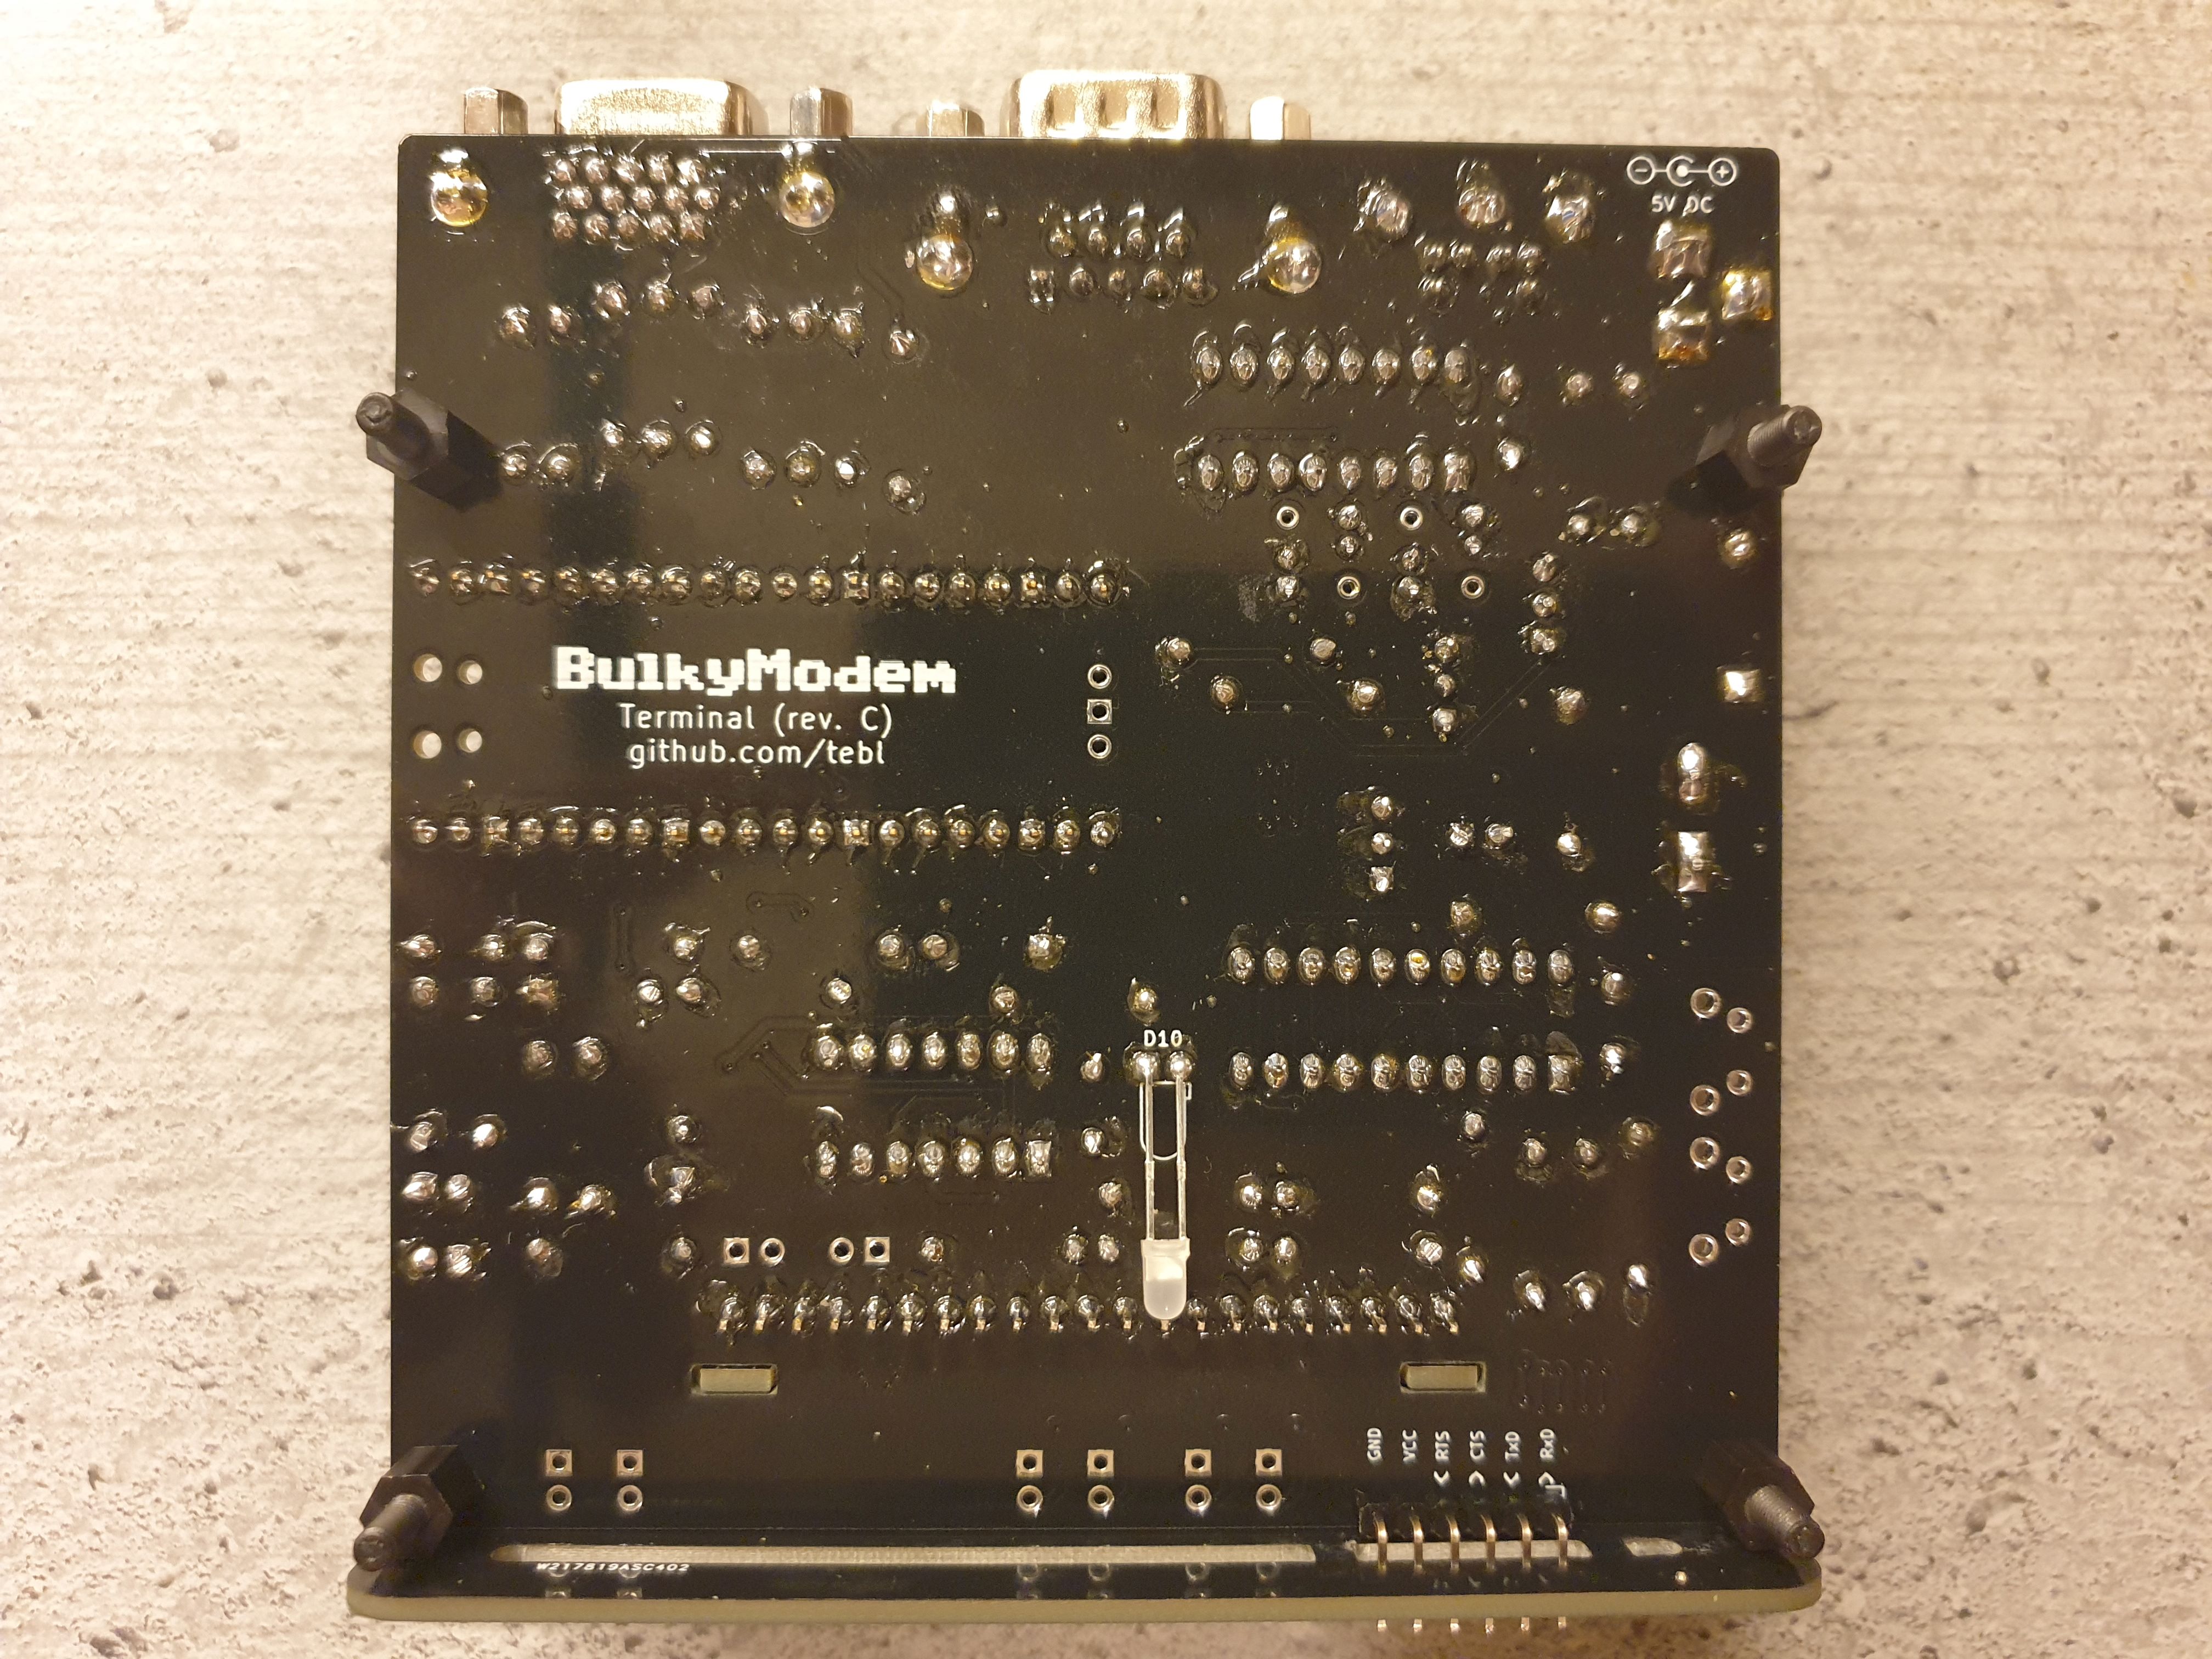 5V DC
BulkyModem
Terminal (rev. C)
github.com/tebl
D10
GND
VCC
< RTS
> CTS
< TxD
> RxD
W217819ASC402